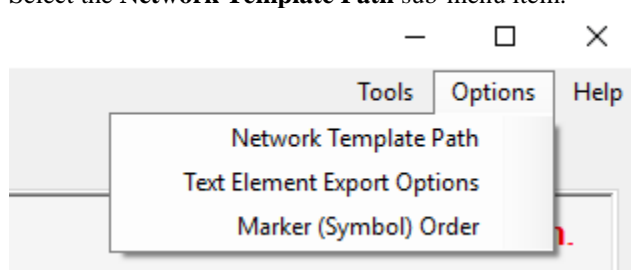 Select the Network Template Path sub-menu item.
Tools Options Help
Network Template Path
Text Element Export Options
Marker (Symbol) Order